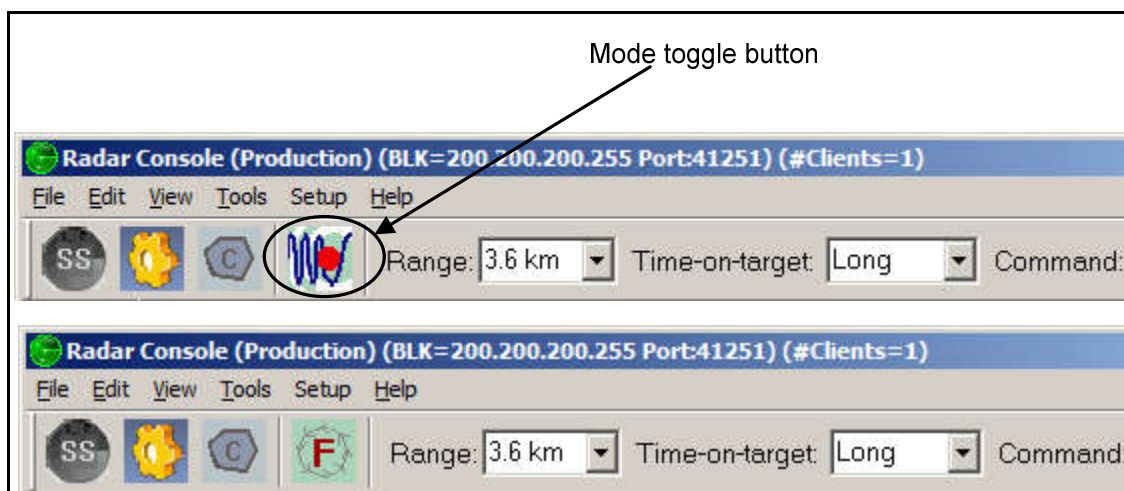 Mode toggle button
Radar Console (Production) (BLK=200.200.200.255 Port:41251) (#Clients=1)
File Edit View Tools Setup Help
SS C Range: 3.6 km Time-on-target: Long Command:
Radar Console (Production) (BLK=200.200.200.255 Port:41251) (#Clients=1)
File Edit View Tools Setup Help
SS C F Range: 3.6 km Time-on-target: Long Command